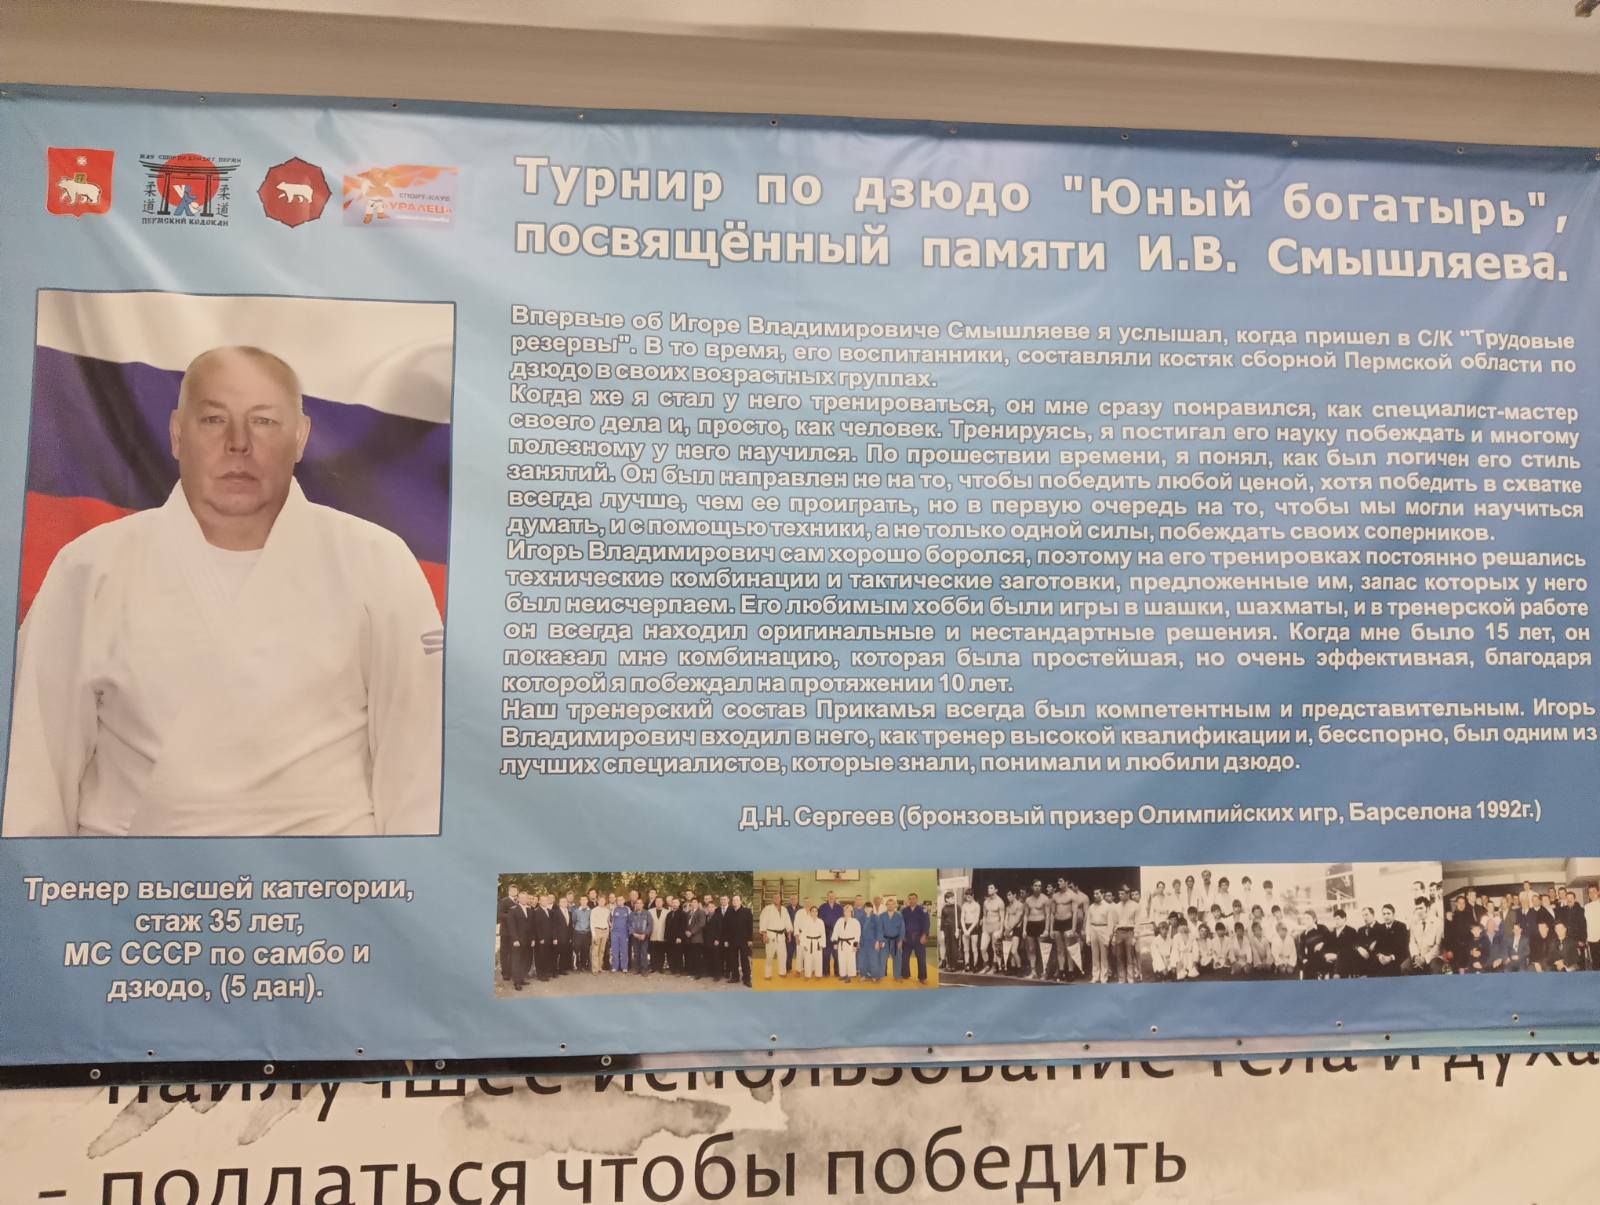 ПЕРМСКИЙ КОДОКАН
СПОРТ-КЛУБ
УРАЛЕЦ»
Турнир по дзюдо "Юный богатырь",
посвящённый памяти И.В. Смышляева.
Впервые об Игоре Владимировиче Смышляеве я услышал, когда пришел в С/К "Трудовые
резервы". В то время, его воспитанники, составляли костяк сборной Пермской области по
дзюдо в своих возрастных группах.
Когда же я стал у него тренироваться, он мне сразу понравился, как специалист-мастер
своего дела и, просто, как человек. Тренируясь, я постигал его науку побеждать и многому
полезному у него научился. По прошествии времени, я понял, как был логичен его стиль
занятий. Он был направлен не на то, чтобы победить любой ценой, хотя победить в схватке
всегда лучше, чем ее проиграть, но в первую очередь на то, чтобы мы могли научиться
думать, и с помощью техники, а не только одной силы, побеждать своих соперников.
Игорь Владимирович сам хорошо боролся, поэтому на его тренировках постоянно решались
технические комбинации и тактические заготовки, предложенные им, запас которых у него
был неисчерпаем. Его любимым хобби были игры в шашки, шахматы, и в тренерской работе
он всегда находил оригинальные и нестандартные решения. Когда мне было 15 лет, он
показал мне комбинацию, которая была простейшая, но очень эффективная, благодаря
которой я побеждал на протяжении 10 лет.
Наш тренерский состав Прикамья всегда был компетентным и представительным. Игорь
Владимирович входил в него, как тренер высокой квалификации и, бесспорно, был одним из
лучших специалистов, которые знали, понимали и любили дзюдо.
Д.Н. Сергеев (бронзовый призер Олимпийских игр, Барселона 1992г.)
Тренер высшей категории,
стаж 35 лет,
МС СССР по самбо и
дзюдо, (5 дан).
наилучшее использование тела и духа
- поддаться чтобы победить